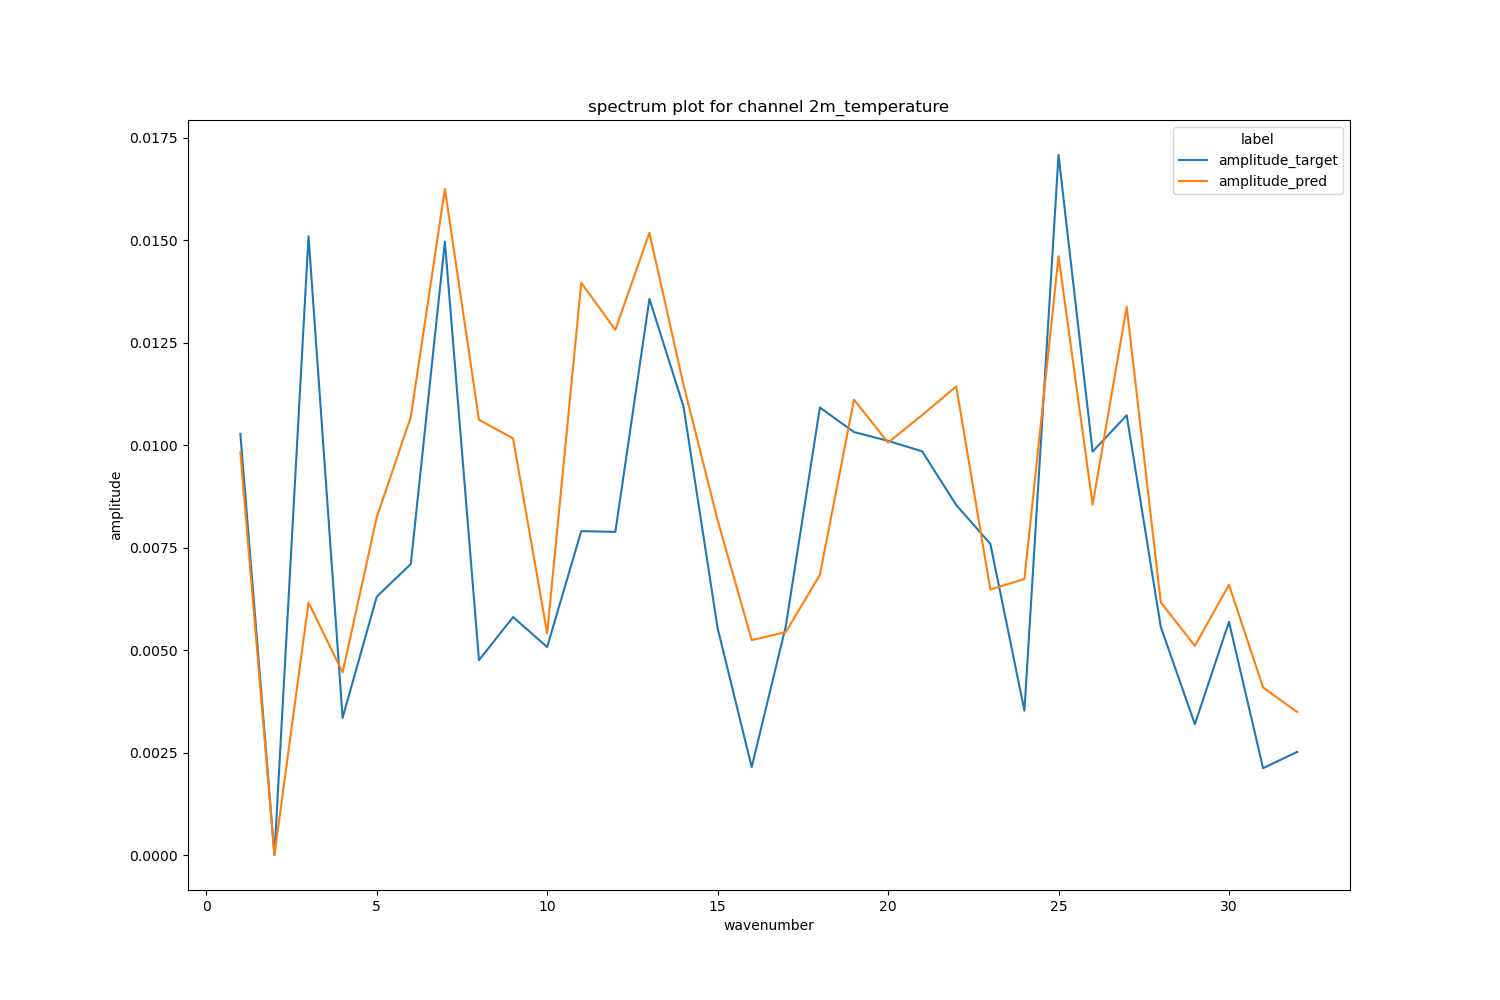 spectrum plot for channel 2m_temperature
label
amplitude_target
amplitude_pred
0.0175
0.0150
0.0125
0.0100
0.0075
0.0050
0.0025
0.0000
amplitude
0 5 10 15 20 25 30
wavenumber